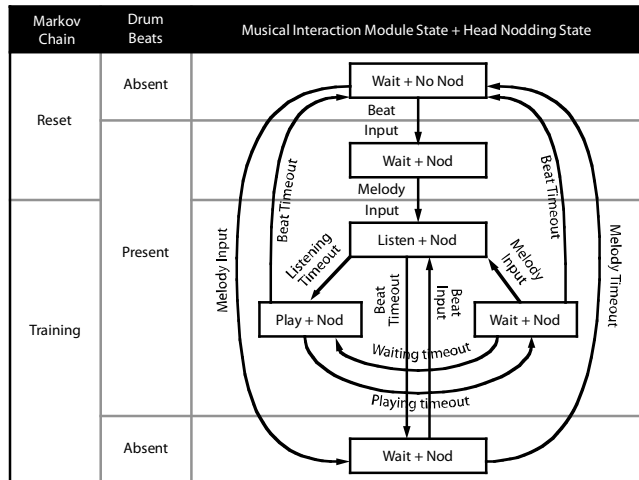 Markov
Chain
Drum
Beats
Musical Interaction Module State + Head Nodding State
Absent
Wait + No Nod
Beat
Reset
Input
Wait + Nod
Melody
Input
Beat Timeout
Beat Timeout
Present
Listen + Nod
Melody Input
Listening
Timeout
Melody
Input
Melody Timeout
Beat
Timeout
Beat
Input
Training
Play + Nod
Wait + Nod
Waiting timeout
Playing timeout
Absent
Wait + Nod